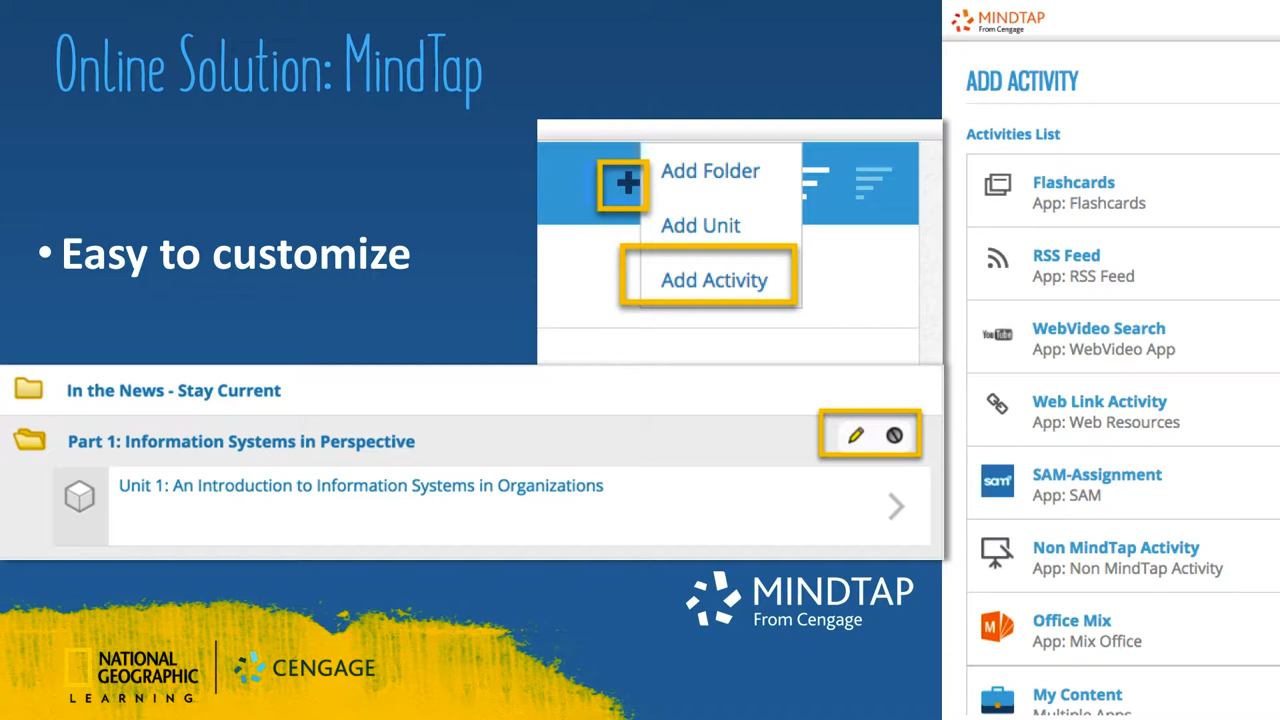 Online Solution: MindTap
• Easy to customize
Add Folder
Add Unit
Add Activity
In the News - Stay Current
Part 1: Information Systems in Perspective
Unit 1: An Introduction to Information Systems in Organizations
MINDTAP
From Cengage
NATIONAL
GEOGRAPHIC
LEARNING
CENGAGE
MINDTAP
From Cengage
ADD ACTIVITY
Activities List
Flashcards
App: Flashcards
RSS Feed
App: RSS Feed
You Tube
WebVideo Search
App: WebVideo App
Web Link Activity
App: Web Resources
sam
SAM-Assignment
App: SAM
Non MindTap Activity
App: Non MindTap Activity
M
Office Mix
App: Mix Office
My Content
Multiple Apps